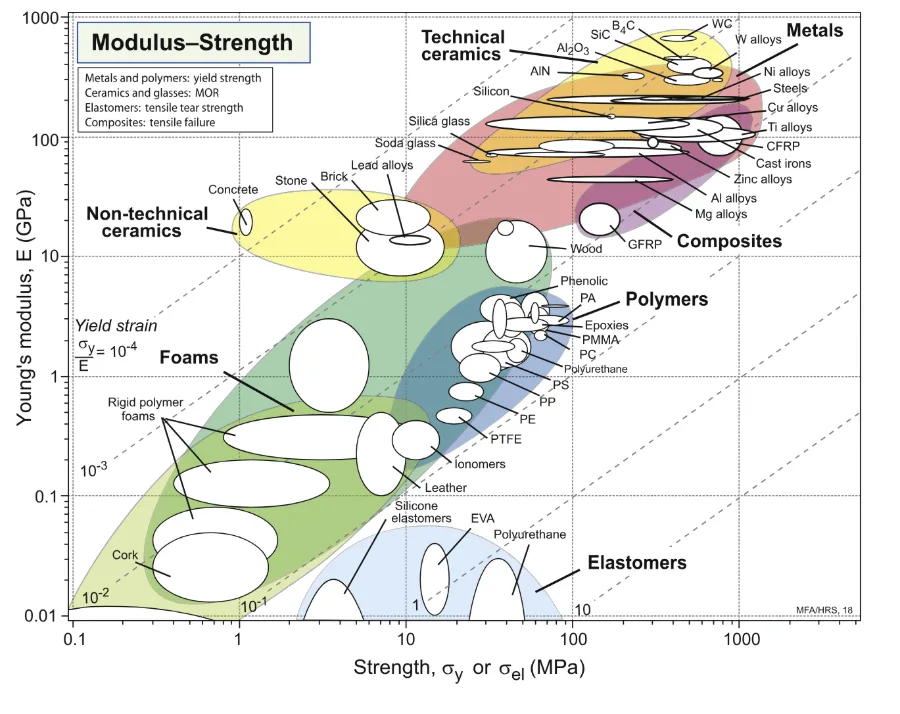 Modulus–Strength
Metals and polymers: yield strength
Ceramics and glasses: MOR
Elastomers: tensile tear strength
Composites: tensile failure
Technical
ceramics
B4C
SiC
Al2O3
AlN
WC
W alloys
Metals
Ni alloys
Steels
Silicon
Cu alloys
Silica glass
Ti alloys
Soda glass
CFRP
Cast irons
Zinc alloys
Al alloys
Mg alloys
Lead alloys
Brick
Stone
Concrete
Non-technical
ceramics
GFRP
Composites
Wood
Phenolic
PA
Polymers
Epoxies
PMMA
PC
Polyurethane
PS
PP
PE
PTFE
Ionomers
Leather
Yield strain
σy/E = 10-4
Foams
Rigid polymer
foams
10-3
Silicone
elastomers
EVA
Polyurethane
Elastomers
Cork
10-2
10-1
1
10
MFA/HRS, 18
1000
100
10
1
0.1
0.01
Young's modulus, E (GPa)
0.1
1
10
100
1000
Strength, σy or σel (MPa)